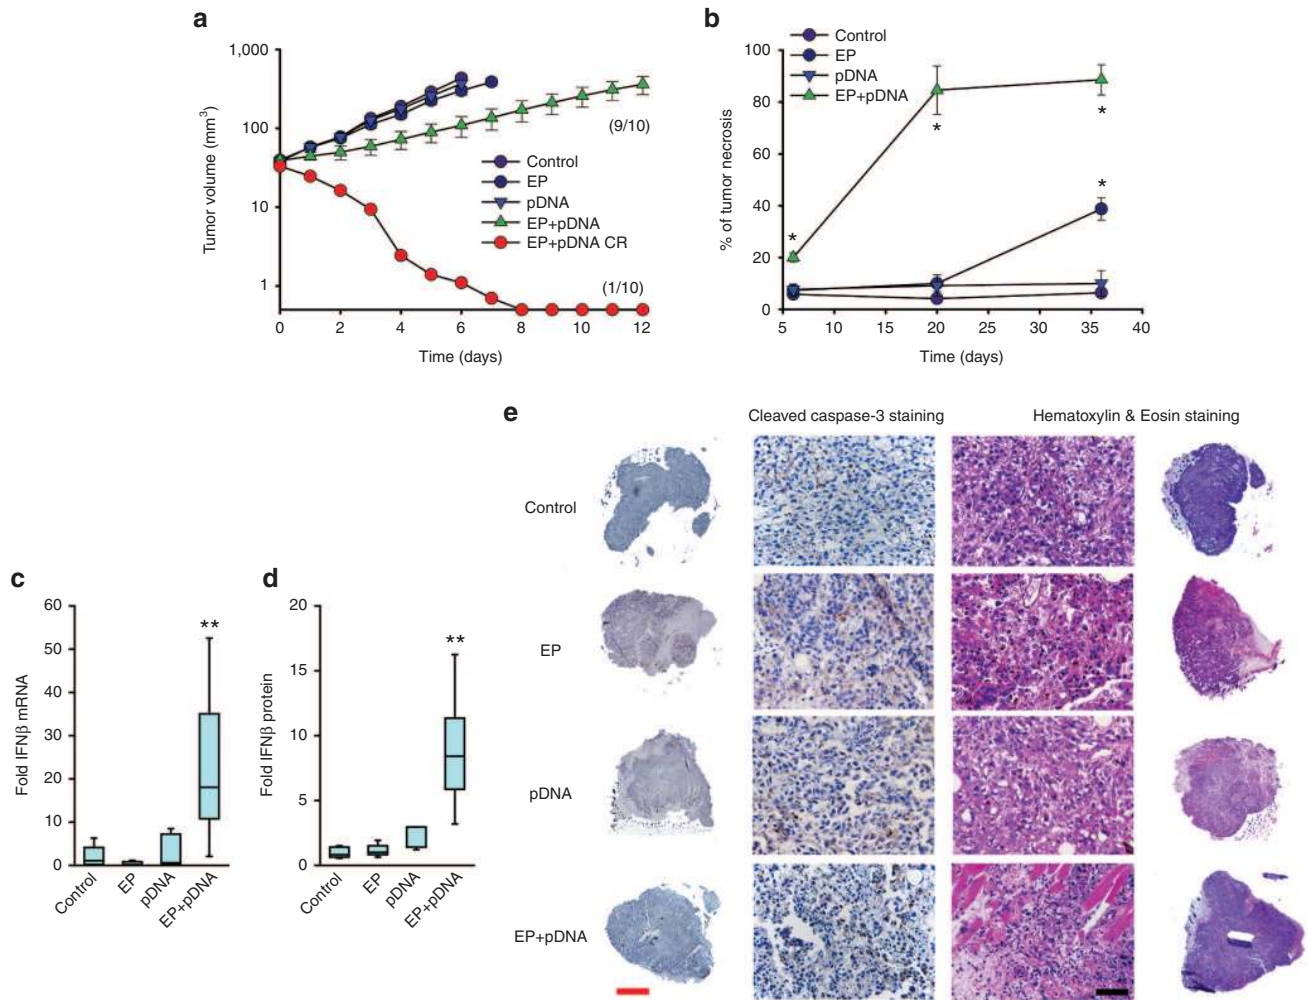 a
1,000
100
10
1
Tumor volume (mm³)
0
2
4
6
8
10
12
Time (days)
(9/10)
Control
EP
pDNA
EP+pDNA
EP+pDNA CR
(1/10)
b
Control
EP
pDNA
EP+pDNA
100
80
60
40
20
0
% of tumor necrosis
*
*
*
*
5
10
15
20
25
30
35
40
Time (days)
c
60
50
40
30
20
10
0
Fold IFNβ mRNA
**
Control
EP
pDNA
EP+pDNA
d
20
15
10
5
0
Fold IFNβ protein
**
Control
EP
pDNA
EP+pDNA
e
Cleaved caspase-3 staining
Hematoxylin & Eosin staining
Control
EP
pDNA
EP+pDNA